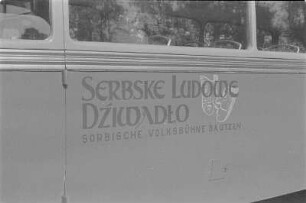 SERBSKE LUDOWE
DŹIWADŁO
SORBISCHE VOLKSBÜHNE BAUTZEN